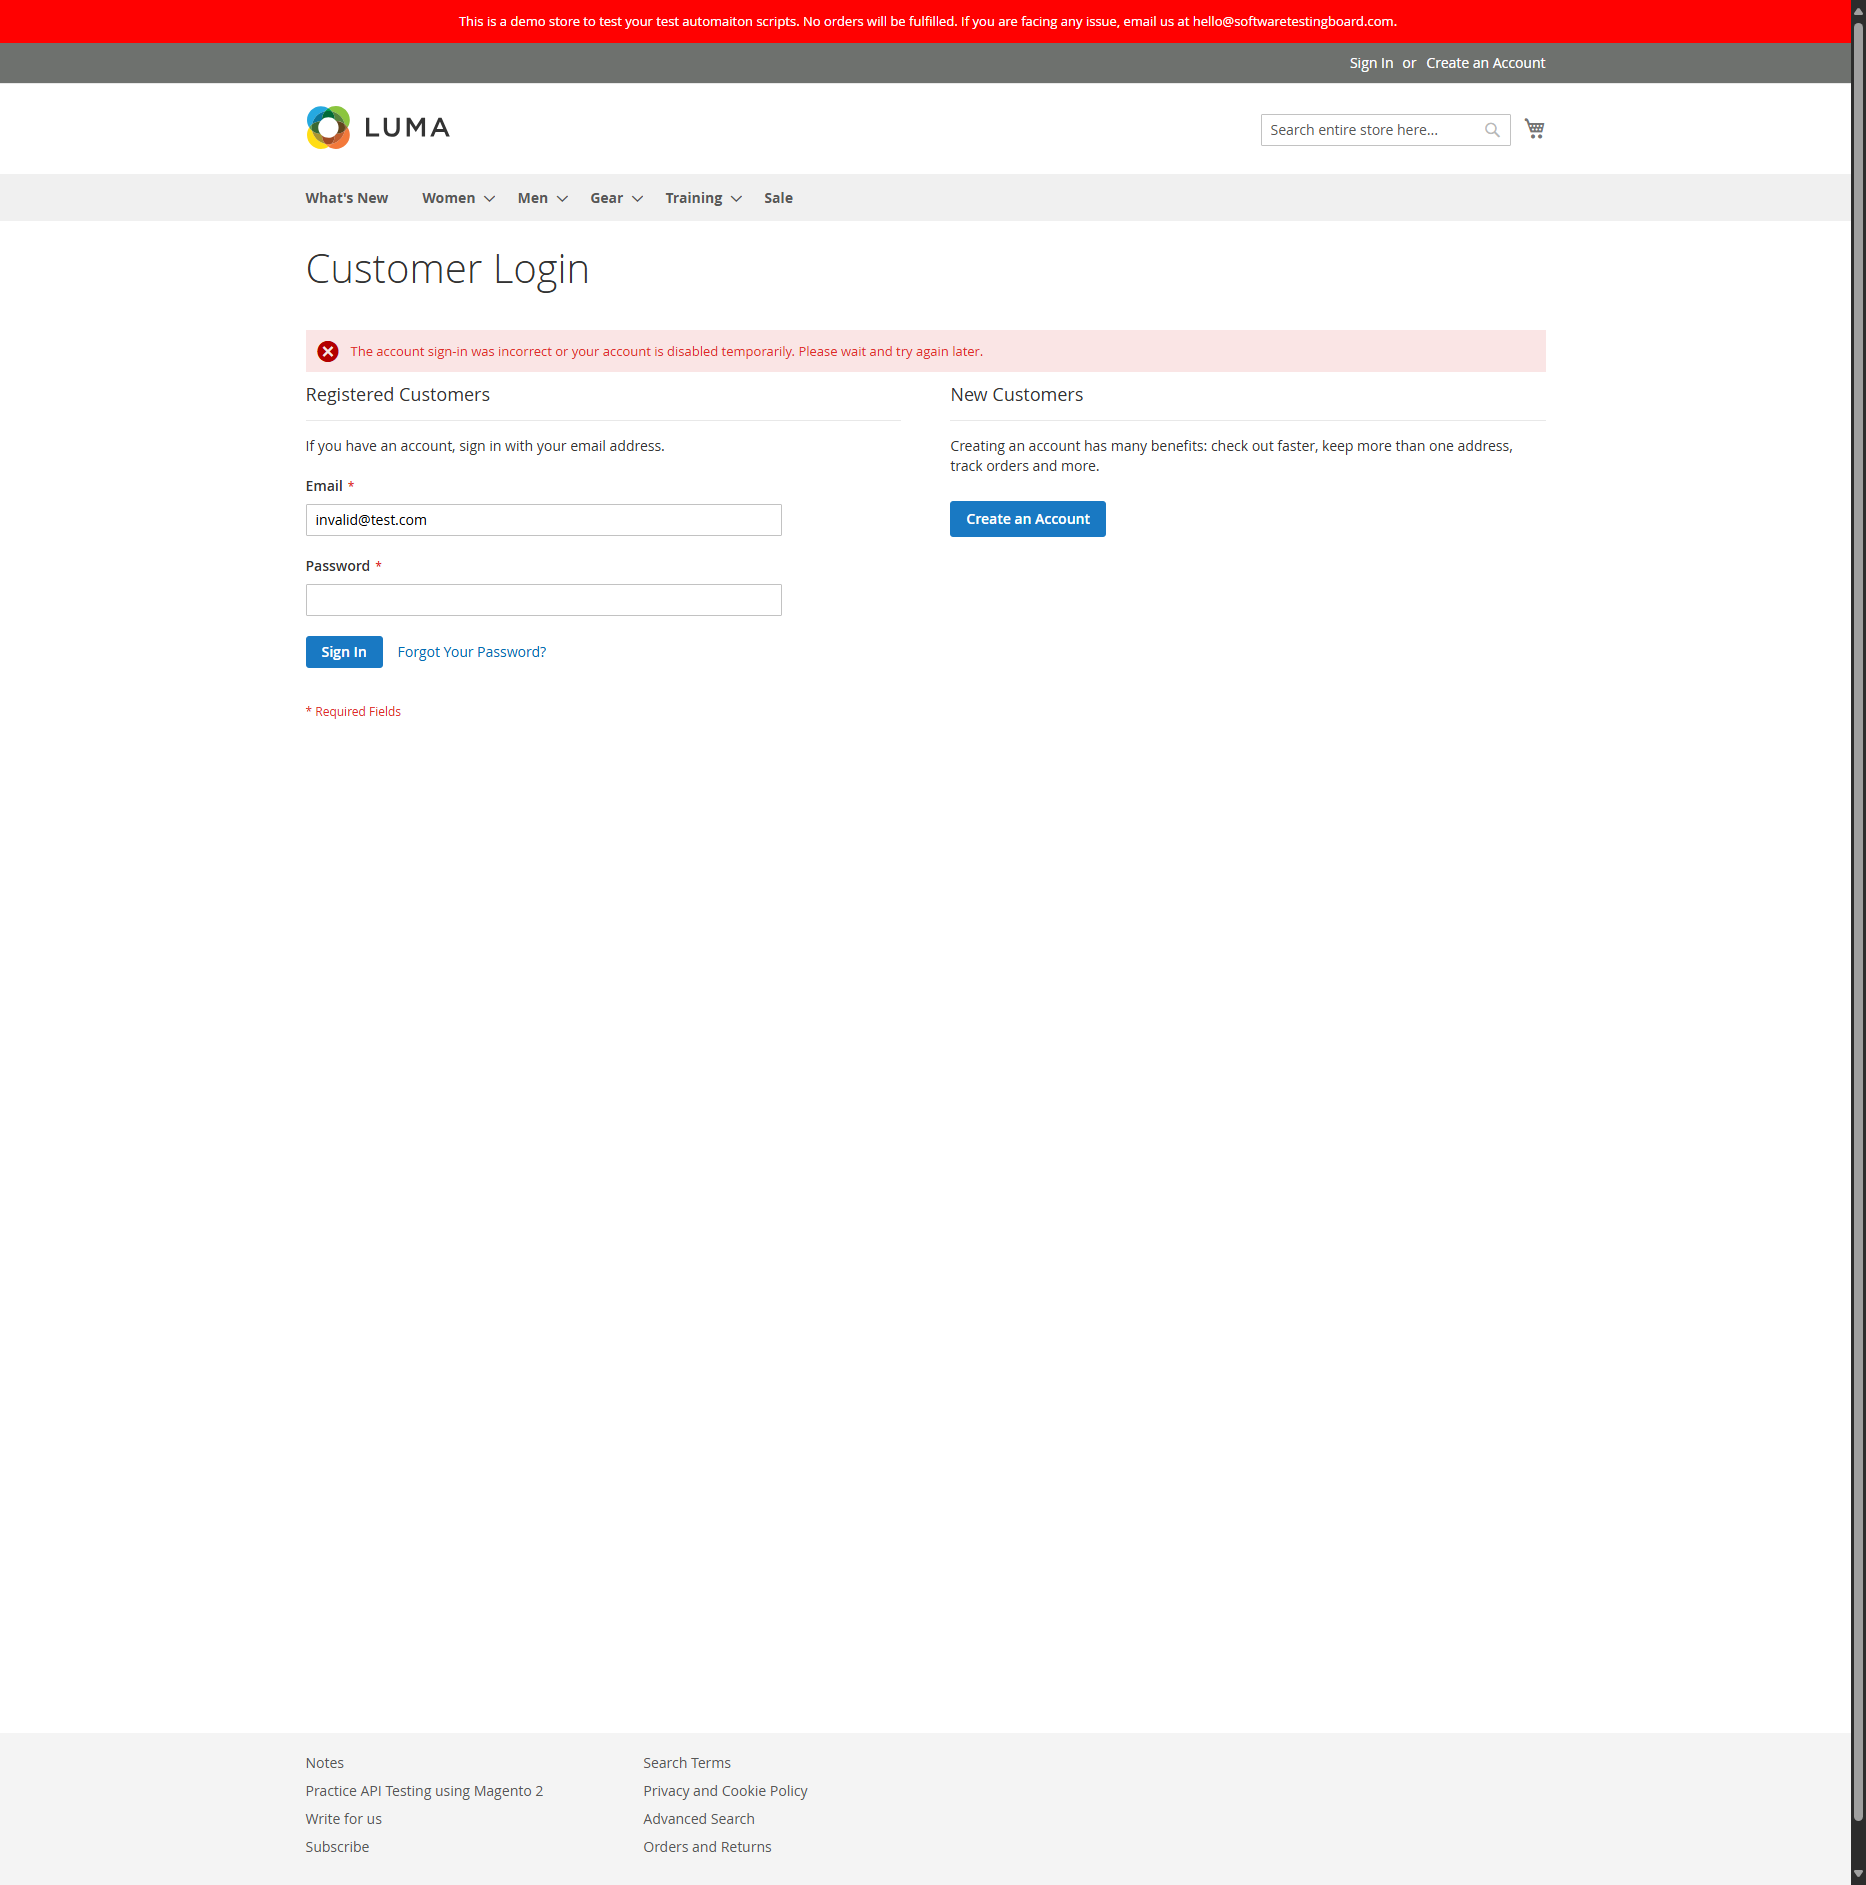 This is a demo store to test your test automaiton scripts. No orders will be fulfilled. If you are facing any issue, email us at hello@softwaretestingboard.com.
Sign In or Create an Account
LUMA
Search entire store here...
What's New Women Men Gear Training Sale
Customer Login
The account sign-in was incorrect or your account is disabled temporarily. Please wait and try again later.
Registered Customers
If you have an account, sign in with your email address.
Email *
invalid@test.com
Password *
Sign In Forgot Your Password?
* Required Fields
New Customers
Creating an account has many benefits: check out faster, keep more than one address,
track orders and more.
Create an Account
Notes
Practice API Testing using Magento 2
Write for us
Subscribe
Search Terms
Privacy and Cookie Policy
Advanced Search
Orders and Returns